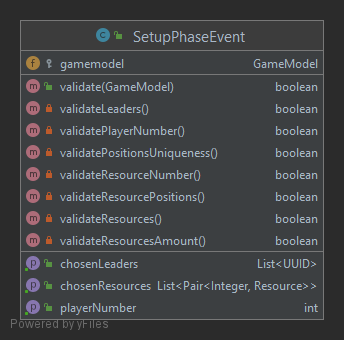 SetupPhaseEvent
gamemodel GameModel
validate(GameModel) boolean
validateLeaders() boolean
validatePlayerNumber() boolean
validatePositionsUniqueness() boolean
validateResourceNumber() boolean
validateResourcePositions() boolean
validateResources() boolean
validateResourcesAmount() boolean
chosenLeaders List<UUID>
chosenResources List<Pair<Integer, Resource>>
playerNumber int
Powered by yFiles